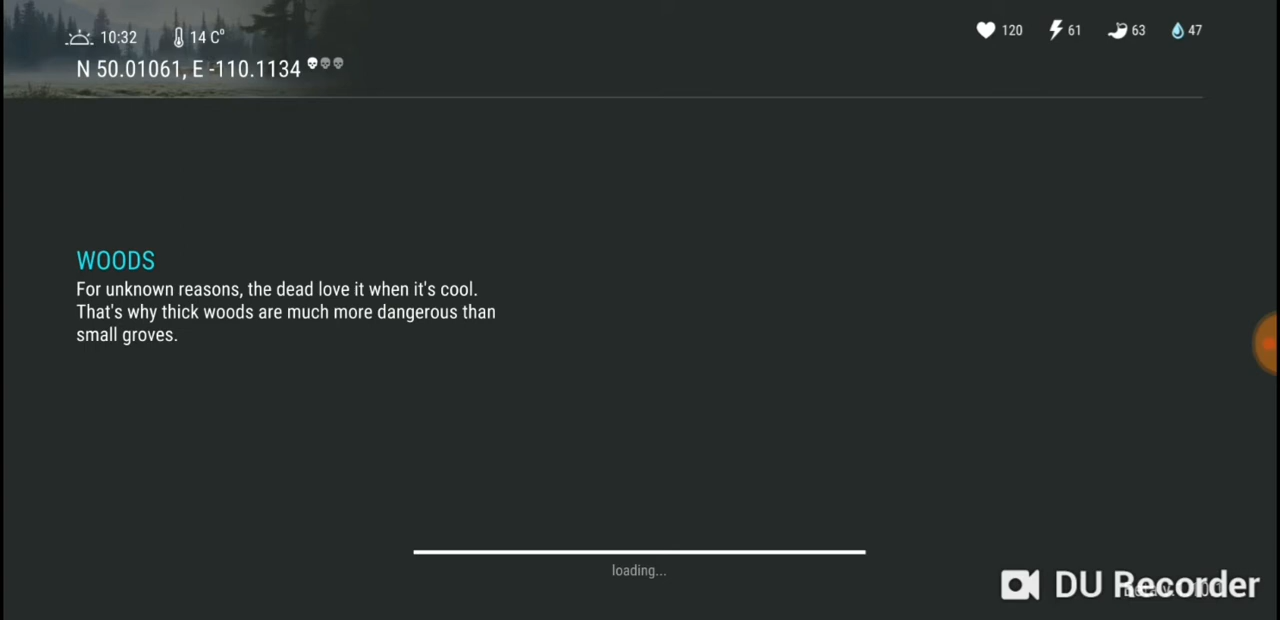 10:32 14 C°
N 50.01061, E -110.1134
120 61 63 47
WOODS
For unknown reasons, the dead love it when it's cool.
That's why thick woods are much more dangerous than
small groves.
loading...
DU Recorder